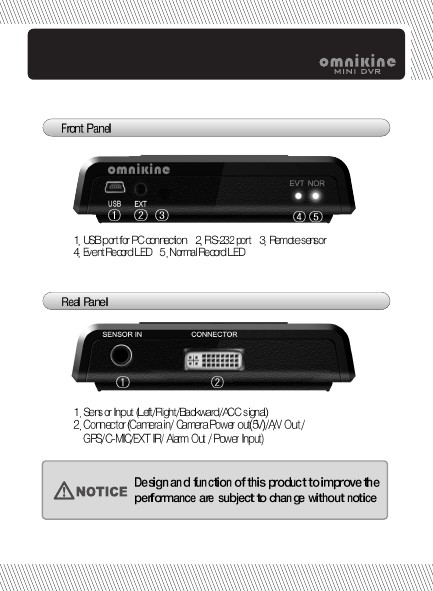 omnikine
MINI DVR
Front Panel
omnikine
EVT NOR
USB EXT
① ② ③ ④ ⑤
1. USB port for PC connection 2. RS-232 port 3. Remote sensor
4. Event Record LED 5. Normal Record LED
Real Panel
SENSOR IN CONNECTOR
① ②
1. Sensor Input (Left/Right/Backward/ACC signal)
2. Connector (Camera in/ Camera Power out(5V)/A/V Out/
GPS/C-MIC/EXT IR/ Alarm Out / Power Input)
NOTICE
Design and function of this product to improve the
performance are subject to change without notice